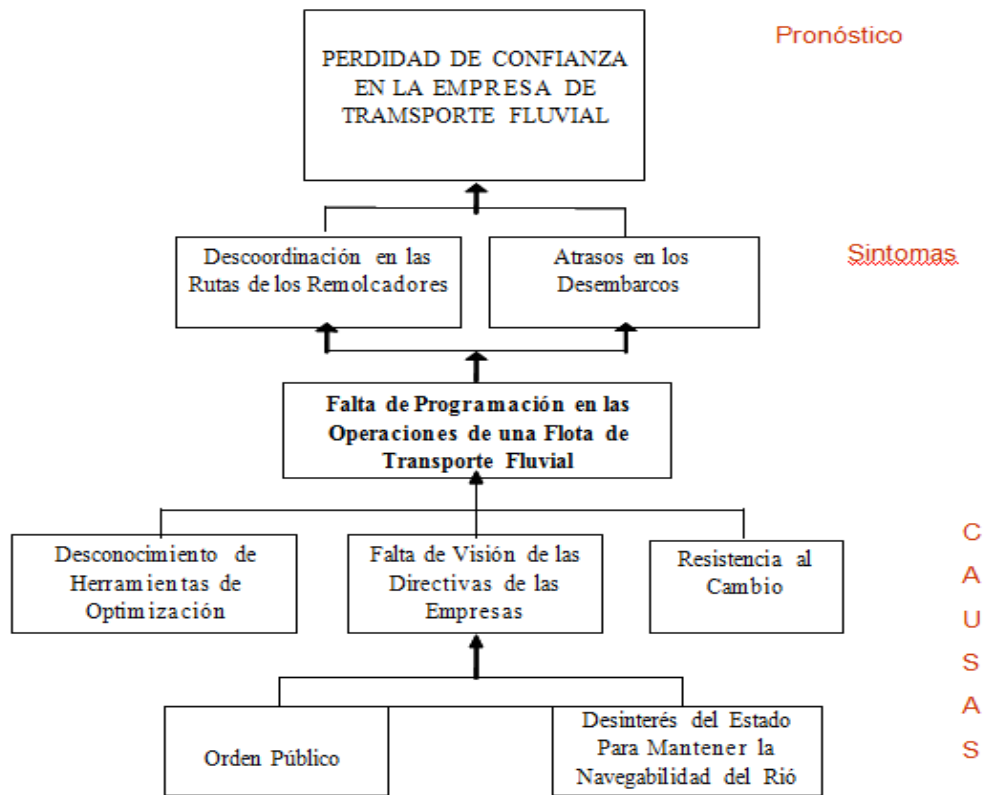 Pronóstico
PERDIDAD DE CONFIANZA
EN LA EMPRESA DE
TRAMSPORTE FLUVIAL
Sintomas
Descoordinación en las
Rutas de los Remolcadores
Atrasos en los
Desembarcos
Falta de Programación en las
Operaciones de una Flota de
Transporte Fluvial
Desconocimiento de
Herramientas de
Optimización
Falta de Visión de las
Directivas de las
Empresas
Resistencia al
Cambio
C
A
U
S
A
S
Orden Público
Desinterés del Estado
Para Mantener la
Navegabilidad del Rió